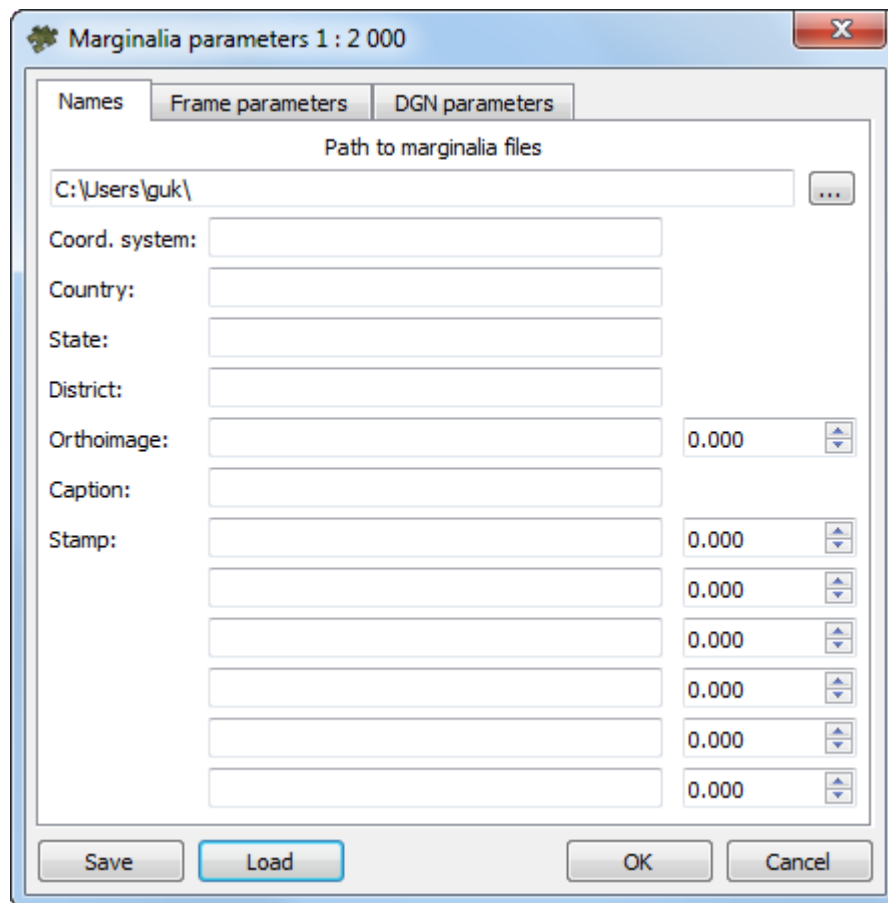 Marginalia parameters 1 : 2 000
Names Frame parameters DGN parameters
Path to marginalia files
C:\Users\guk\ ...
Coord. system:
Country:
State:
District:
Orthoimage: 0.000
Caption:
Stamp: 0.000
0.000
0.000
0.000
0.000
0.000
Save Load OK Cancel